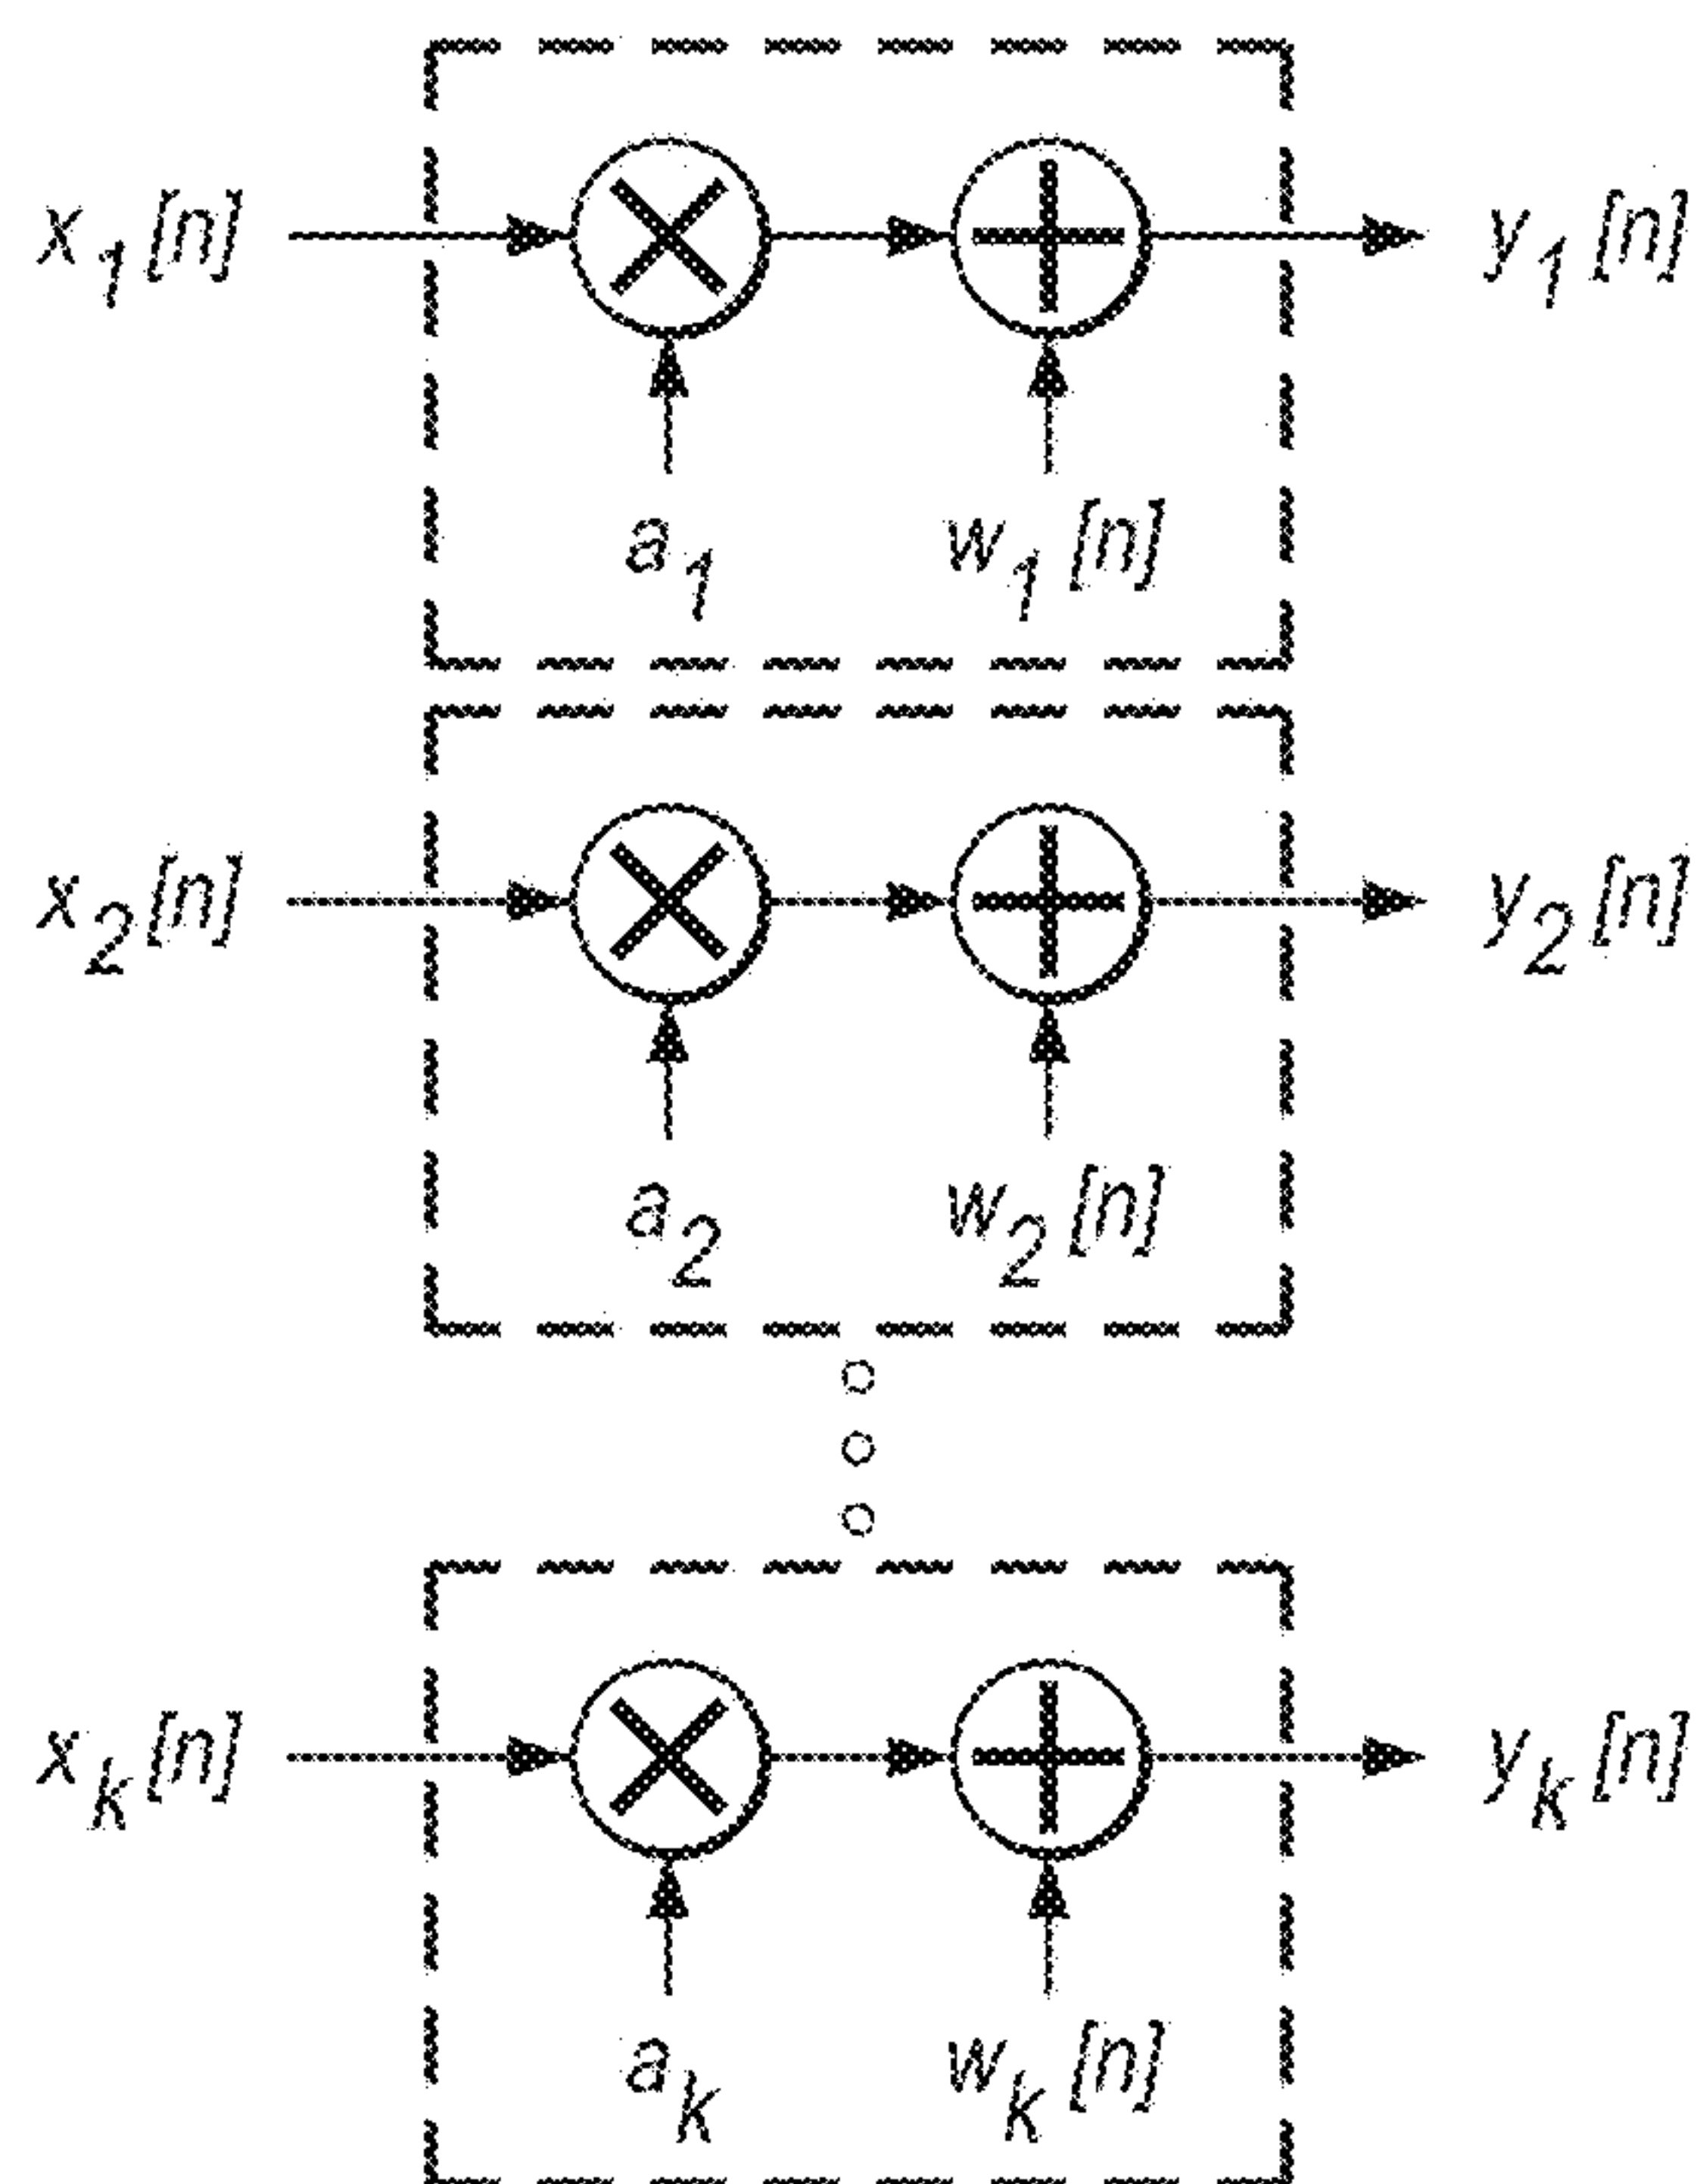 x₁[n] y₁[n]
a₁ w₁[n]
x₂[n] y₂[n]
a₂ w₂[n]
xₖ[n] yₖ[n]
aₖ wₖ[n]